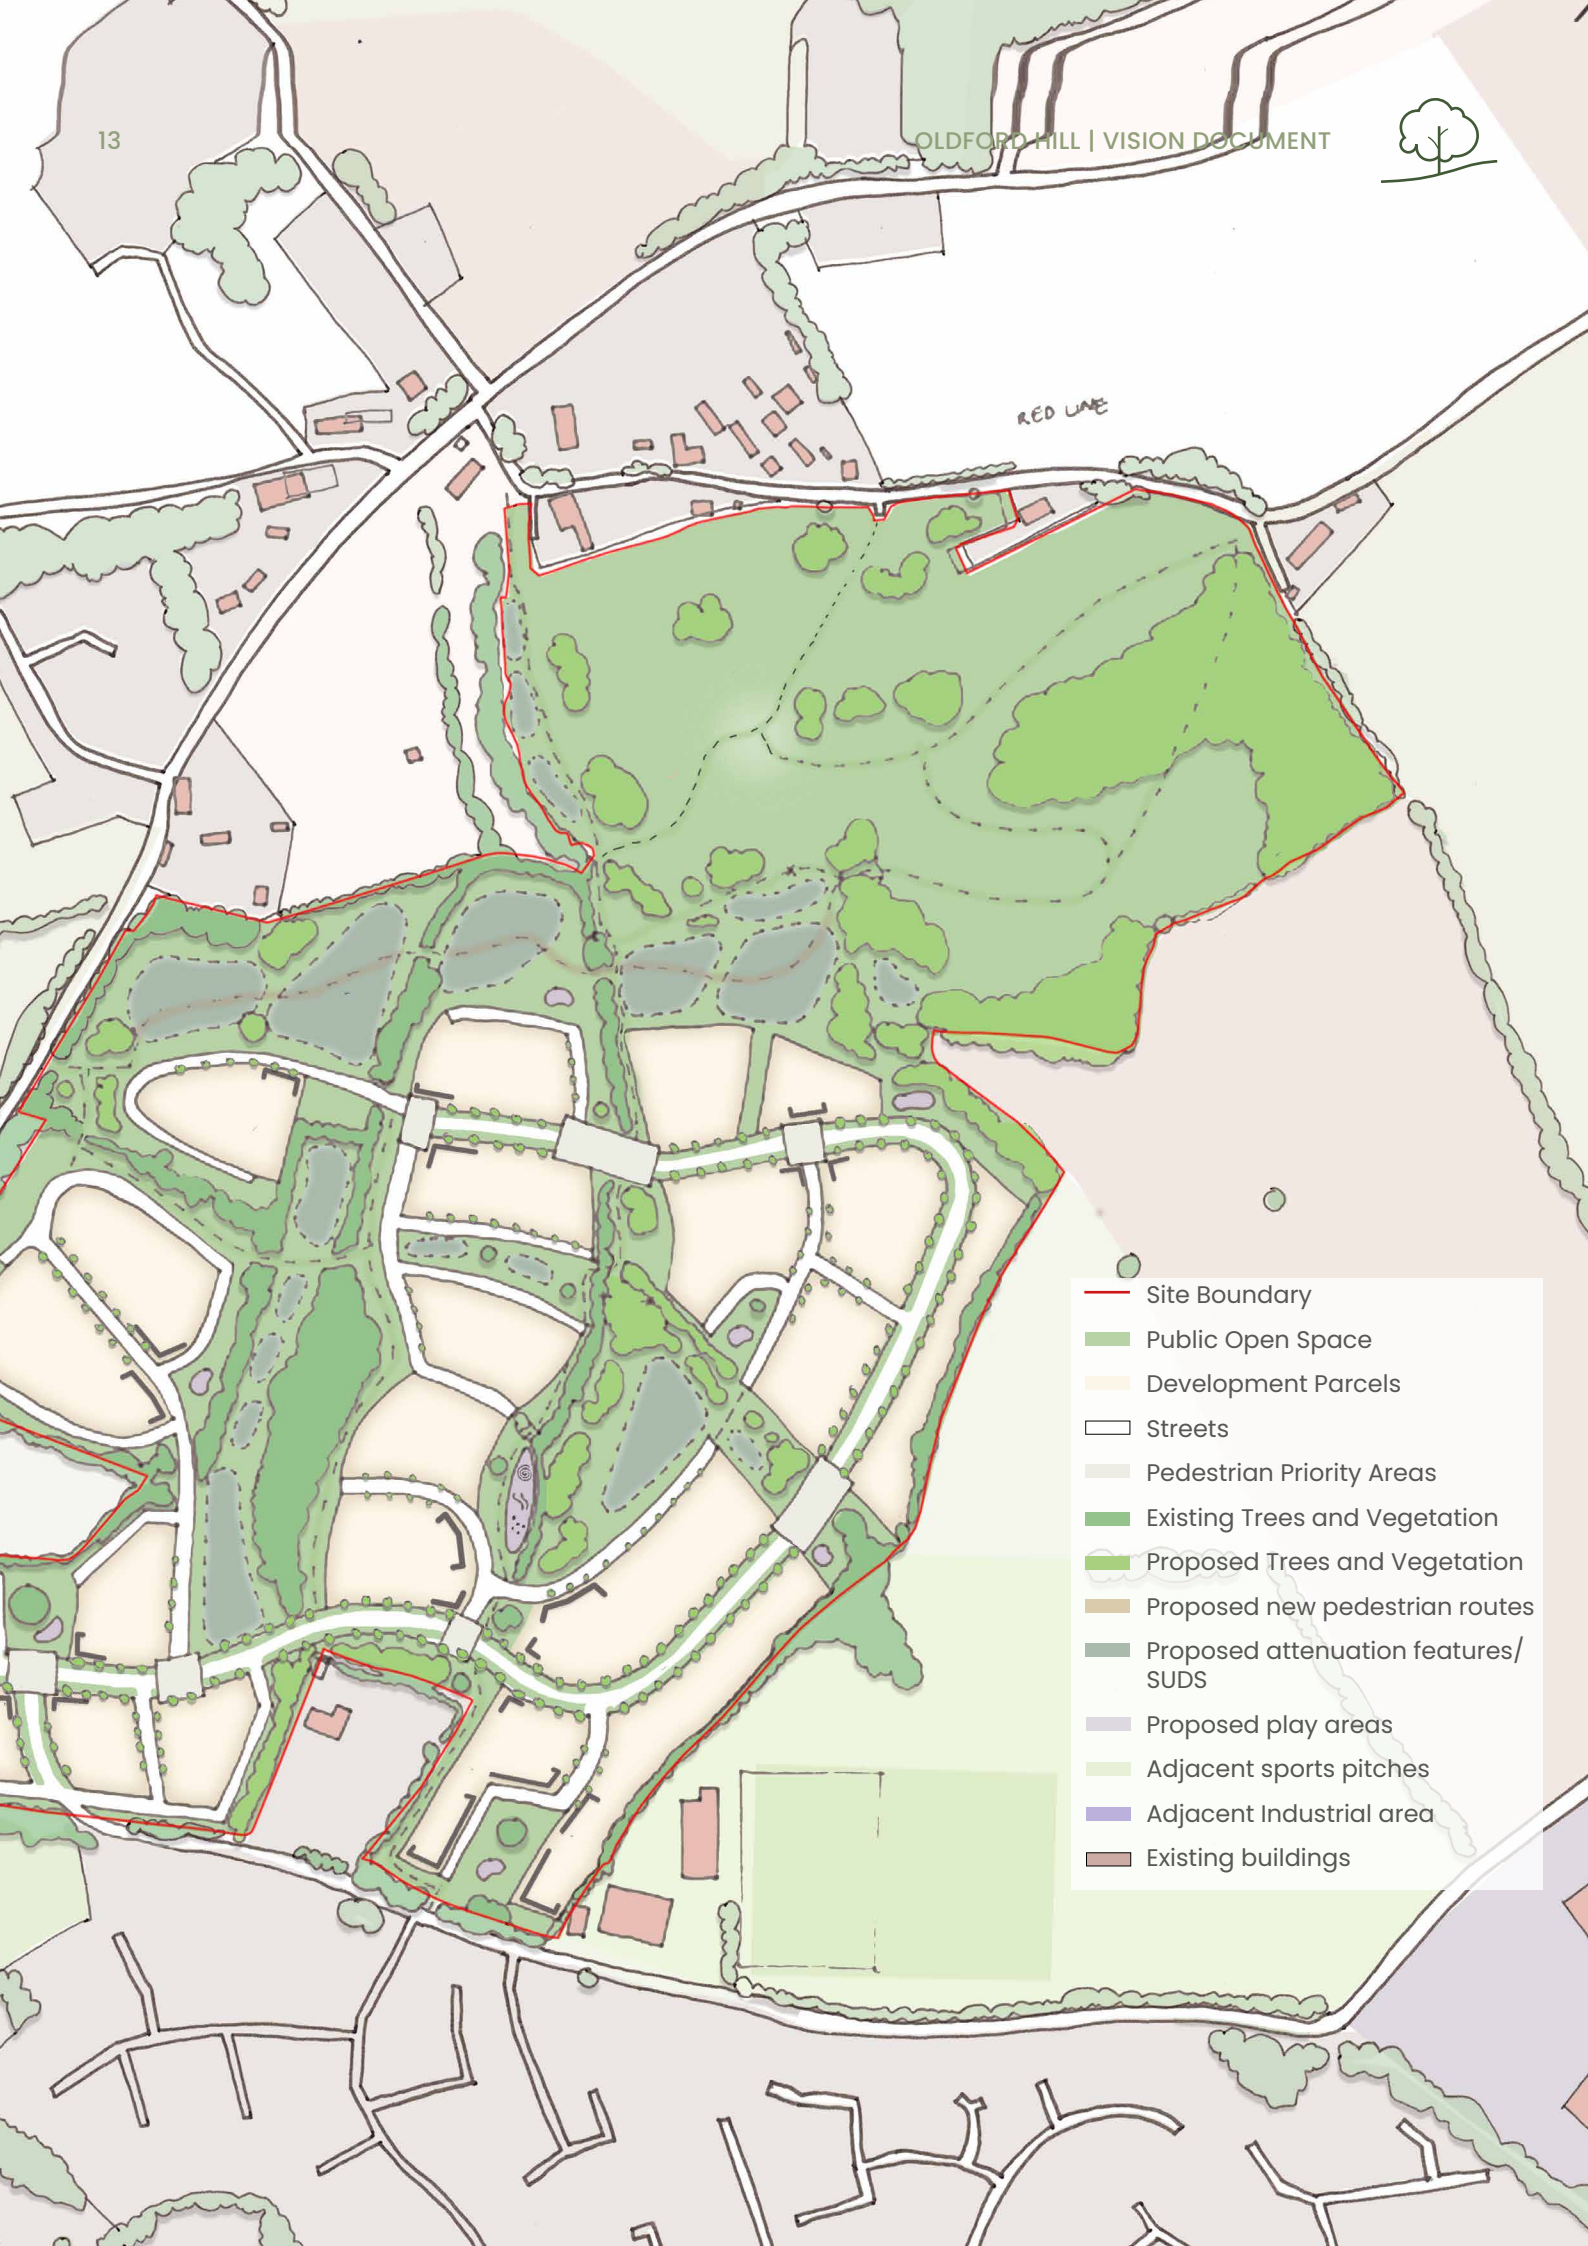 13
OLDFORD HILL | VISION DOCUMENT
RED LINE
Site Boundary
Public Open Space
Development Parcels
Streets
Pedestrian Priority Areas
Existing Trees and Vegetation
Proposed Trees and Vegetation
Proposed new pedestrian routes
Proposed attenuation features/
SUDS
Proposed play areas
Adjacent sports pitches
Adjacent Industrial area
Existing buildings